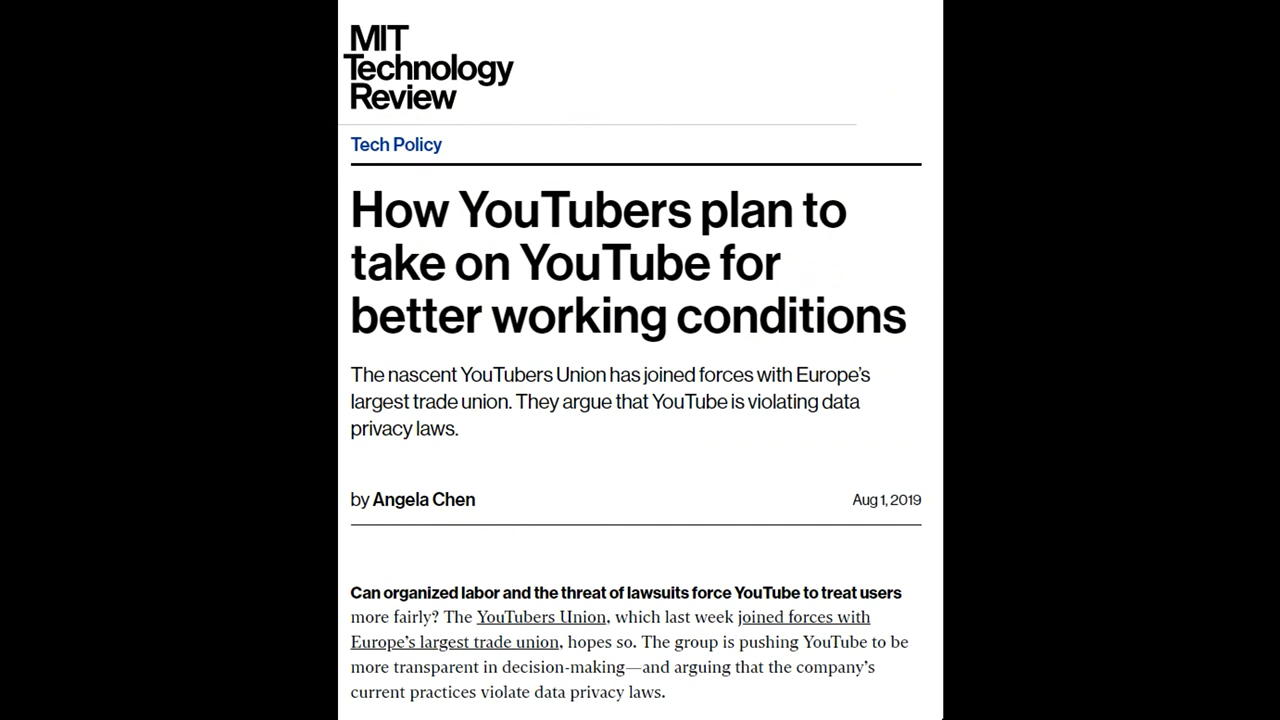 MIT
Technology
Review
Tech Policy
How YouTubers plan to
take on YouTube for
better working conditions
The nascent YouTubers Union has joined forces with Europe’s
largest trade union. They argue that YouTube is violating data
privacy laws.
by Angela Chen
Aug 1, 2019
Can organized labor and the threat of lawsuits force YouTube to treat users
more fairly? The YouTubers Union, which last week joined forces with
Europe’s largest trade union, hopes so. The group is pushing YouTube to be
more transparent in decision-making—and arguing that the company’s
current practices violate data privacy laws.